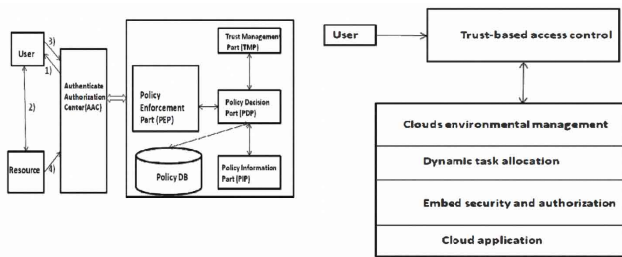 User
3)
1)
2)
4)
Resource
Authenticate
Authorization
Center(AAC)
Trust Management
Part (TMP)
Policy
Enforcement
Part (PEP)
Policy Decision
Part (PDP)
Policy DB
Policy Information
Part (PIP)
User
Trust-based access control
Clouds environmental management
Dynamic task allocation
Embed security and authorization
Cloud application